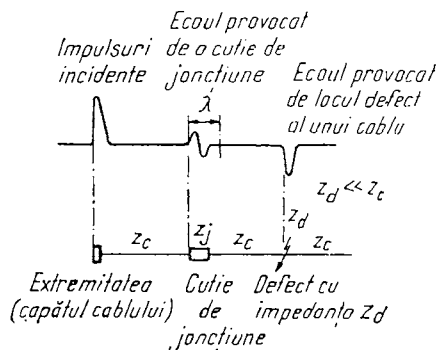 Impulsuri
incidente
Ecoul provocat
de o cutie de
joncțiune
λ
Ecoul provocat
de locul defect
al unui cablu
z_d ≪ z_c
z_d
z_c
z_j
z_c
z_c
Extremitatea
(capătul cablului)
Cutie
de
joncțiune
Defect cu
impedanța z_d